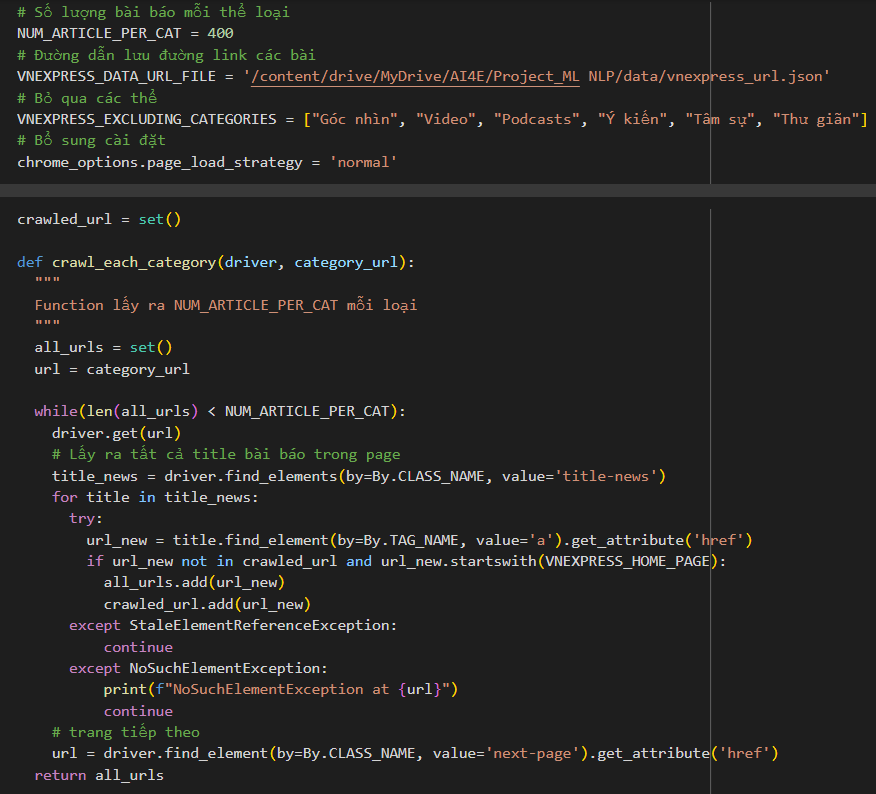 # Số lượng bài báo mỗi thể loại
NUM_ARTICLE_PER_CAT = 400
# Đường dẫn lưu đường link các bài
VNEXPRESS_DATA_URL_FILE = '/content/drive/MyDrive/AI4E/Project_ML NLP/data/vnexpress_url.json'
# Bỏ qua các thể
VNEXPRESS_EXCLUDING_CATEGORIES = ["Góc nhìn", "Video", "Podcasts", "Ý kiến", "Tâm sự", "Thư giãn"]
# Bổ sung cài đặt
chrome_options.page_load_strategy = 'normal'
crawled_url = set()
def crawl_each_category(driver, category_url):
"""
Function lấy ra NUM_ARTICLE_PER_CAT mỗi loại
"""
all_urls = set()
url = category_url
while(len(all_urls) < NUM_ARTICLE_PER_CAT):
driver.get(url)
# Lấy ra tất cả title bài báo trong page
title_news = driver.find_elements(by=By.CLASS_NAME, value='title-news')
for title in title_news:
try:
url_new = title.find_element(by=By.TAG_NAME, value='a').get_attribute('href')
if url_new not in crawled_url and url_new.startswith(VNEXPRESS_HOME_PAGE):
all_urls.add(url_new)
crawled_url.add(url_new)
except StaleElementReferenceException:
continue
except NoSuchElementException:
print(f"NoSuchElementException at {url}")
continue
# trang tiếp theo
url = driver.find_element(by=By.CLASS_NAME, value='next-page').get_attribute('href')
return all_urls